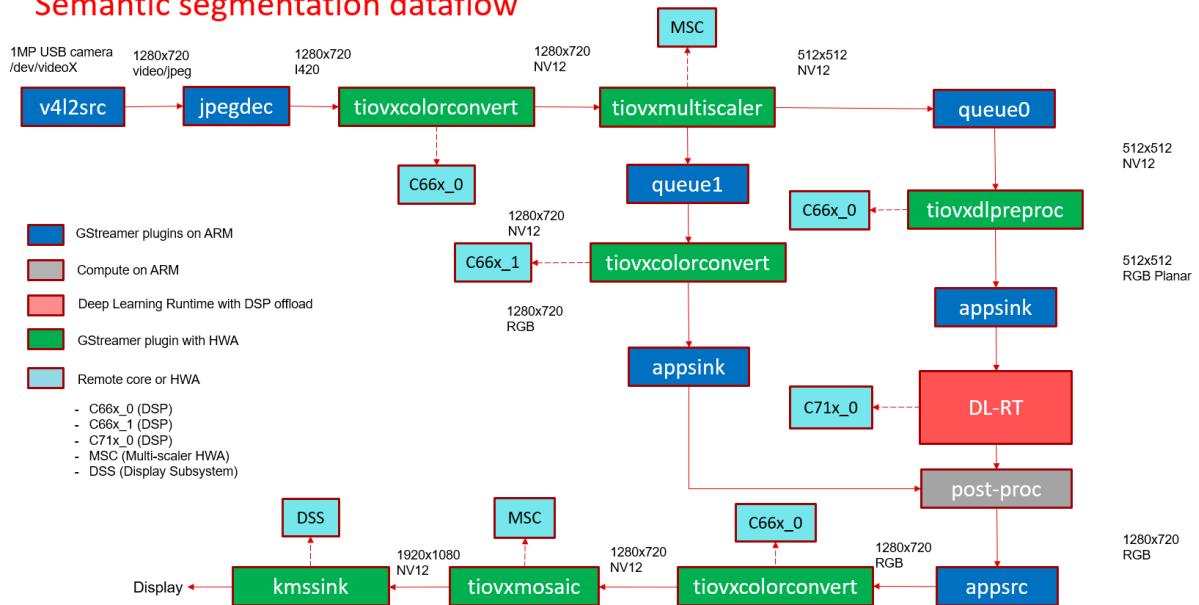 Semantic segmentation dataflow
1MP USB camera
/dev/videoX
1280x720
video/jpeg
1280x720
I420
1280x720
NV12
MSC
512x512
NV12
v4l2src
jpegdec
tiovxcolorconvert
tiovxmultiscaler
queue0
C66x_0
queue1
512x512
NV12
C66x_0
tiovxdlpreproc
1280x720
NV12
C66x_1
tiovxcolorconvert
512x512
RGB Planar
1280x720
RGB
appsink
appsink
GStreamer plugins on ARM
Compute on ARM
Deep Learning Runtime with DSP offload
GStreamer plugin with HWA
Remote core or HWA
- C66x_0 (DSP)
- C66x_1 (DSP)
- C71x_0 (DSP)
- MSC (Multi-scaler HWA)
- DSS (Display Subsystem)
C71x_0
DL-RT
post-proc
DSS
MSC
C66x_0
1280x720
RGB
1920x1080
NV12
1280x720
NV12
1280x720
RGB
Display
kmssink
tiovxmosaic
tiovxcolorconvert
appsrc